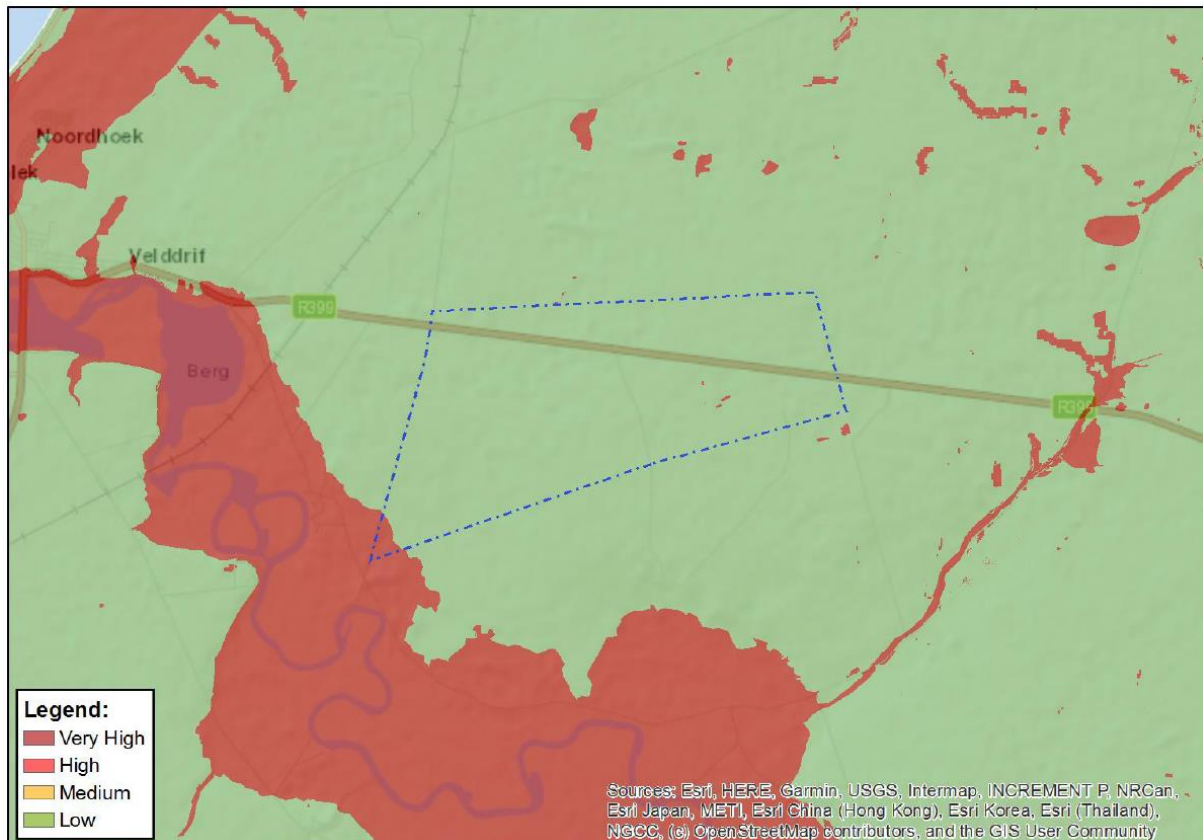 Noordhoek
lek
Velddrif
R399
Berg
R399
Legend:
Very High
High
Medium
Low
Sources: Esri, HERE, Garmin, USGS, Intermap, INCREMENT P, NRCan,
Esri Japan, METI, Esri China (Hong Kong), Esri Korea, Esri (Thailand),
NGCC, (c) OpenStreetMap contributors, and the GIS User Community